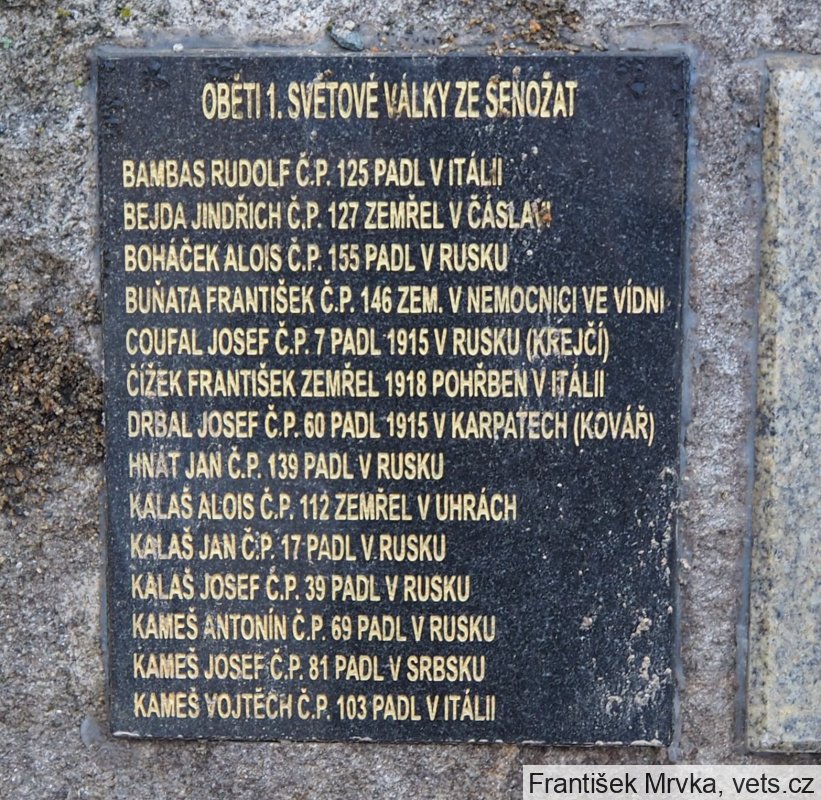 OBĚTI 1. SVĚTOVÉ VÁLKY ZE SENOŽAT
BAMBAS RUDOLF Č.P. 125 PADL V ITÁLII
BEJDA JINDŘICH Č.P. 127 ZEMŘEL V ČÁSLAVI
BOHÁČEK ALOIS Č.P. 155 PADL V RUSKU
BUŇATA FRANTIŠEK Č.P. 146 ZEM. V NEMOCNICI VE VÍDNI
COUFAL JOSEF Č.P. 7 PADL 1915 V RUSKU (KREJČÍ)
ČÍŽEK FRANTIŠEK ZEMŘEL 1918 POHŘBEN V ITÁLII
DRBAL JOSEF Č.P. 60 PADL 1915 V KARPATECH (KOVÁŘ)
HNÁT JAN Č.P. 139 PADL V RUSKU
KALAŠ ALOIS Č.P. 112 ZEMŘEL V UHRÁCH
KALAŠ JAN Č.P. 17 PADL V RUSKU
KALAŠ JOSEF Č.P. 39 PADL V RUSKU
KAMEŠ ANTONÍN Č.P. 69 PADL V RUSKU
KAMEŠ JOSEF Č.P. 81 PADL V SRBSKU
KAMEŠ VOJTĚCH Č.P. 103 PADL V ITÁLII
František Mrvka, vets.cz